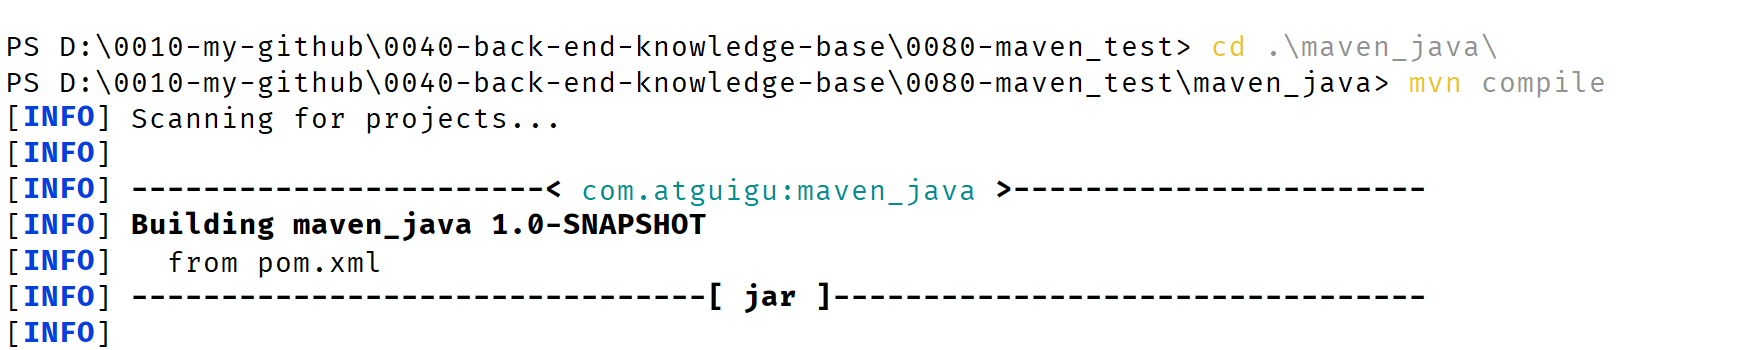 PS D:\0010-my-github\0040-back-end-knowledge-base\0080-maven_test> cd .\maven_java\
PS D:\0010-my-github\0040-back-end-knowledge-base\0080-maven_test\maven_java> mvn compile
[INFO] Scanning for projects...
[INFO]
[INFO] -----------------------< com.atguigu:maven_java >-----------------------
[INFO] Building maven_java 1.0-SNAPSHOT
[INFO]   from pom.xml
[INFO] --------------------------------[ jar ]---------------------------------
[INFO]